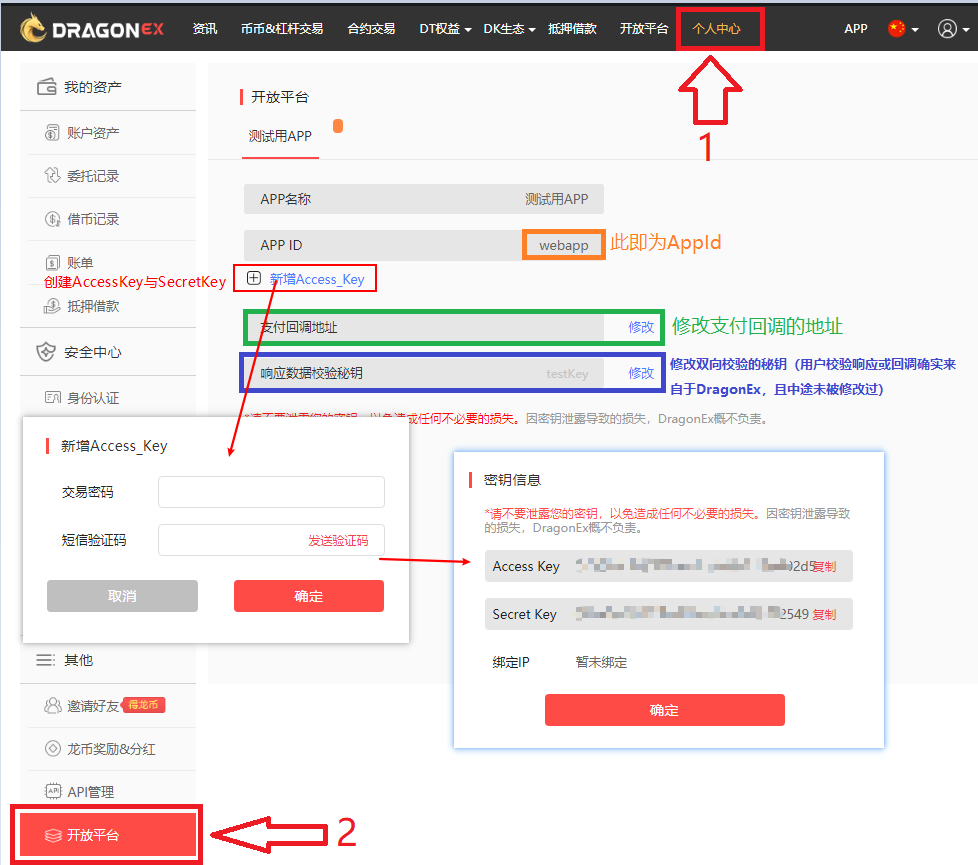 DRAGONEX 资讯 币币&杠杆交易 合约交易 DT权益 DK生态 抵押借款 开放平台 个人中心 APP
1
我的资产
账户资产
委托记录
借币记录
账单
创建AccessKey与SecretKey
抵押借款
安全中心
身份认证
开放平台
测试用APP
APP名称 测试用APP
APP ID webapp 此即为AppId
新增Access_Key
支付回调地址 修改 修改支付回调的地址
响应数据校验秘钥 testKey 修改
修改双向校验的秘钥（用户校验响应或回调确实来
自于DragonEx，且中途未被修改过）
*请不要泄露您的密钥，以免造成任何不必要的损失。因密钥泄露导致的损失，DragonEx概不负责。
新增Access_Key
交易密码
短信验证码 发送验证码
取消 确定
密钥信息
*请不要泄露您的密钥，以免造成任何不必要的损失。因密钥泄露导致
的损失，DragonEx概不负责。
Access Key 02d5 复制
Secret Key 2549 复制
绑定IP 暂未绑定
确定
其他
邀请好友 得龙币
龙币奖励&分红
API API管理
开放平台
2